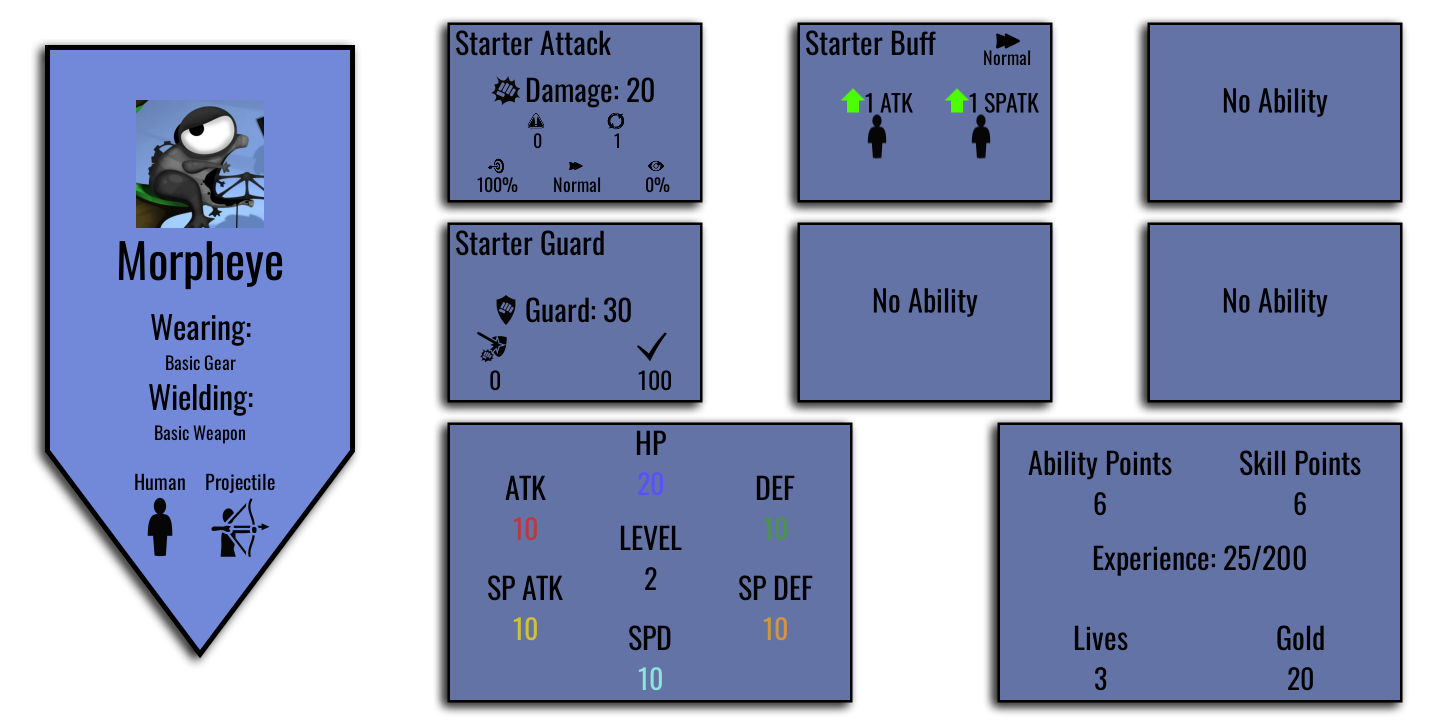 Morpheye
Wearing:
Basic Gear
Wielding:
Basic Weapon
Human Projectile
Starter Attack
Damage: 20
0 1
100% Normal 0%
Starter Buff
Normal
1 ATK 1 SPATK
No Ability
Starter Guard
Guard: 30
0 100
No Ability
No Ability
HP
20
ATK DEF
10 10
LEVEL
2
SP ATK SP DEF
10 10
SPD
10
Ability Points Skill Points
6 6
Experience: 25/200
Lives Gold
3 20